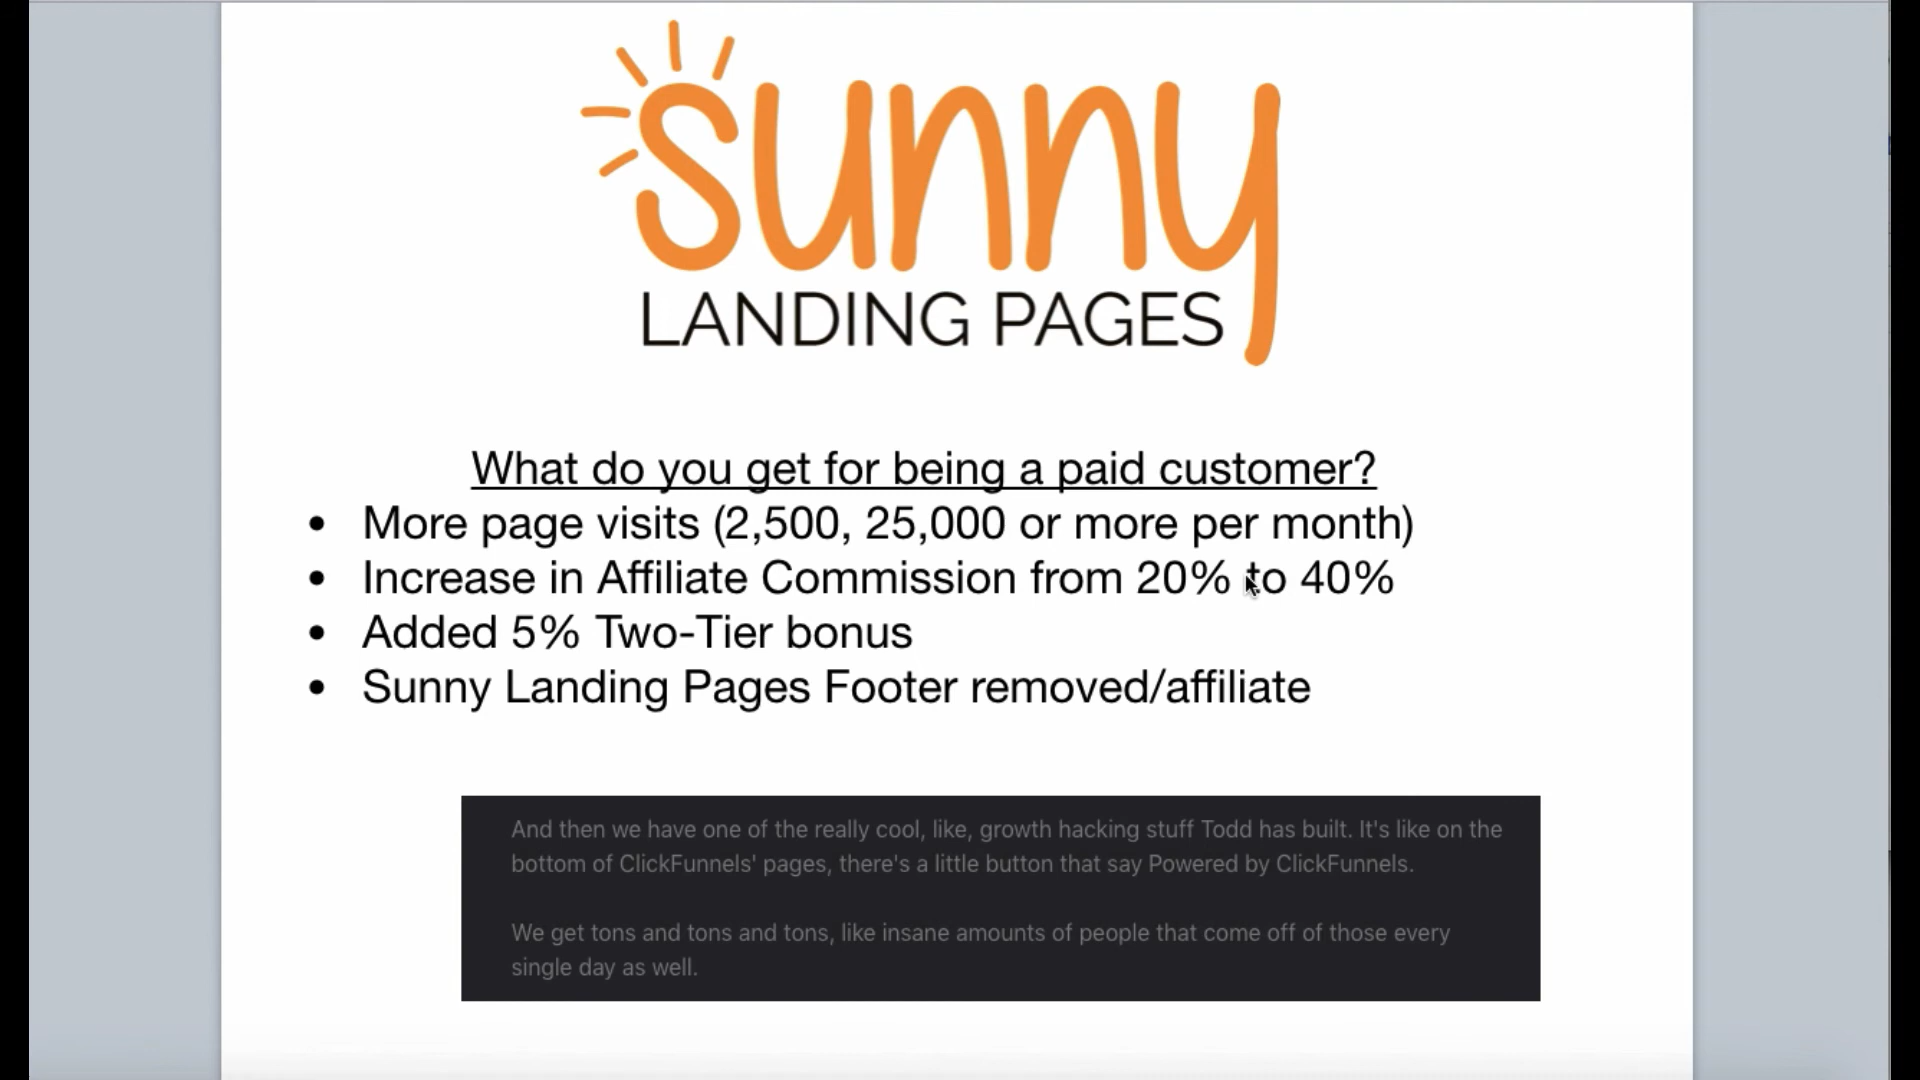 sunny
LANDING PAGES
What do you get for being a paid customer?
• More page visits (2,500, 25,000 or more per month)
• Increase in Affiliate Commission from 20% to 40%
• Added 5% Two-Tier bonus
• Sunny Landing Pages Footer removed/affiliate
And then we have one of the really cool, like, growth hacking stuff Todd has built. It's like on the
bottom of ClickFunnels' pages, there's a little button that say Powered by ClickFunnels.
We get tons and tons and tons, like insane amounts of people that come off of those every
single day as well.